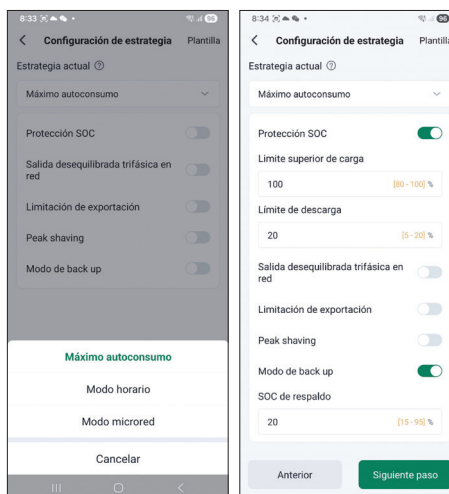 8:33
96
Configuración de estrategia
Plantilla
Estrategia actual
Máximo autoconsumo
Protección SOC
Salida desequilibrada trifásica en
red
Limitación de exportación
Peak shaving
Modo de back up
Máximo autoconsumo
Modo horario
Modo microred
Cancelar
8:34
96
Configuración de estrategia
Plantilla
Estrategia actual
Máximo autoconsumo
Protección SOC
Limite superior de carga
100 [80 - 100] %
Límite de descarga
20 [5 - 20] %
Salida desequilibrada trifásica en
red
Limitación de exportación
Peak shaving
Modo de back up
SOC de respaldo
20 [15 - 95] %
Anterior
Siguiente paso